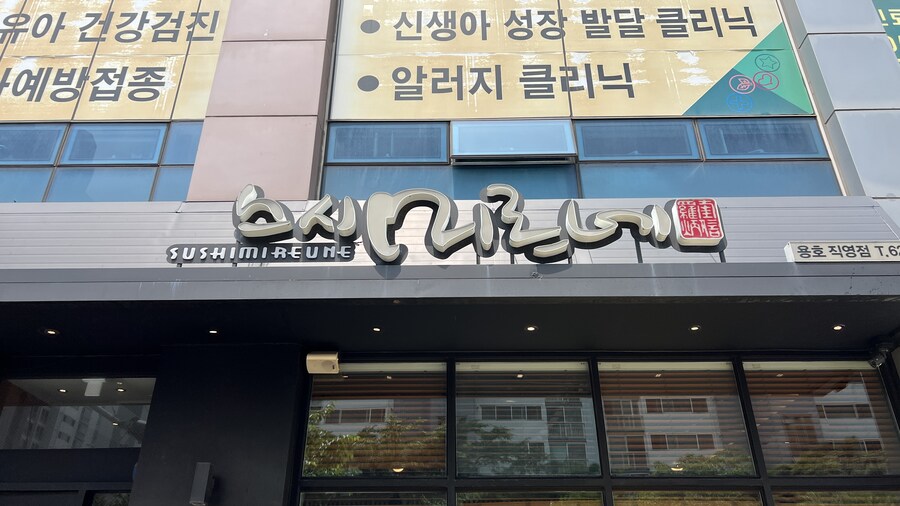 유아 건강검진
예방접종
● 신생아 성장 발달 클리닉
● 알러지 클리닉
스시미르네
SUSHIMIREUNE
용호 직영점 T.62